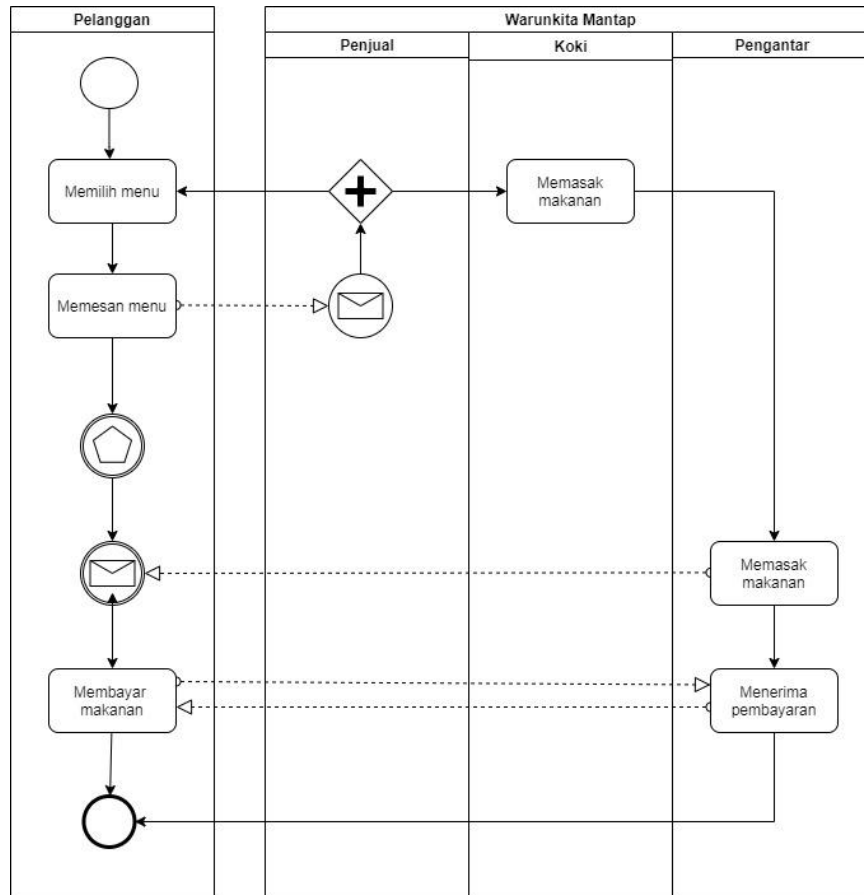 Pelanggan
Warunkita Mantap
Penjual
Koki
Pengantar
Memilih menu
Memasak
makanan
Memesan menu
Memasak
makanan
Membayar
makanan
Menerima
pembayaran